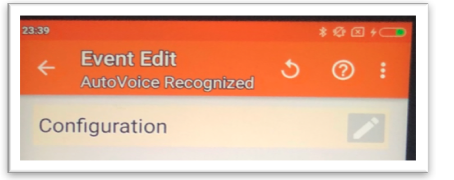 23:39
Event Edit
AutoVoice Recognized
Configuration